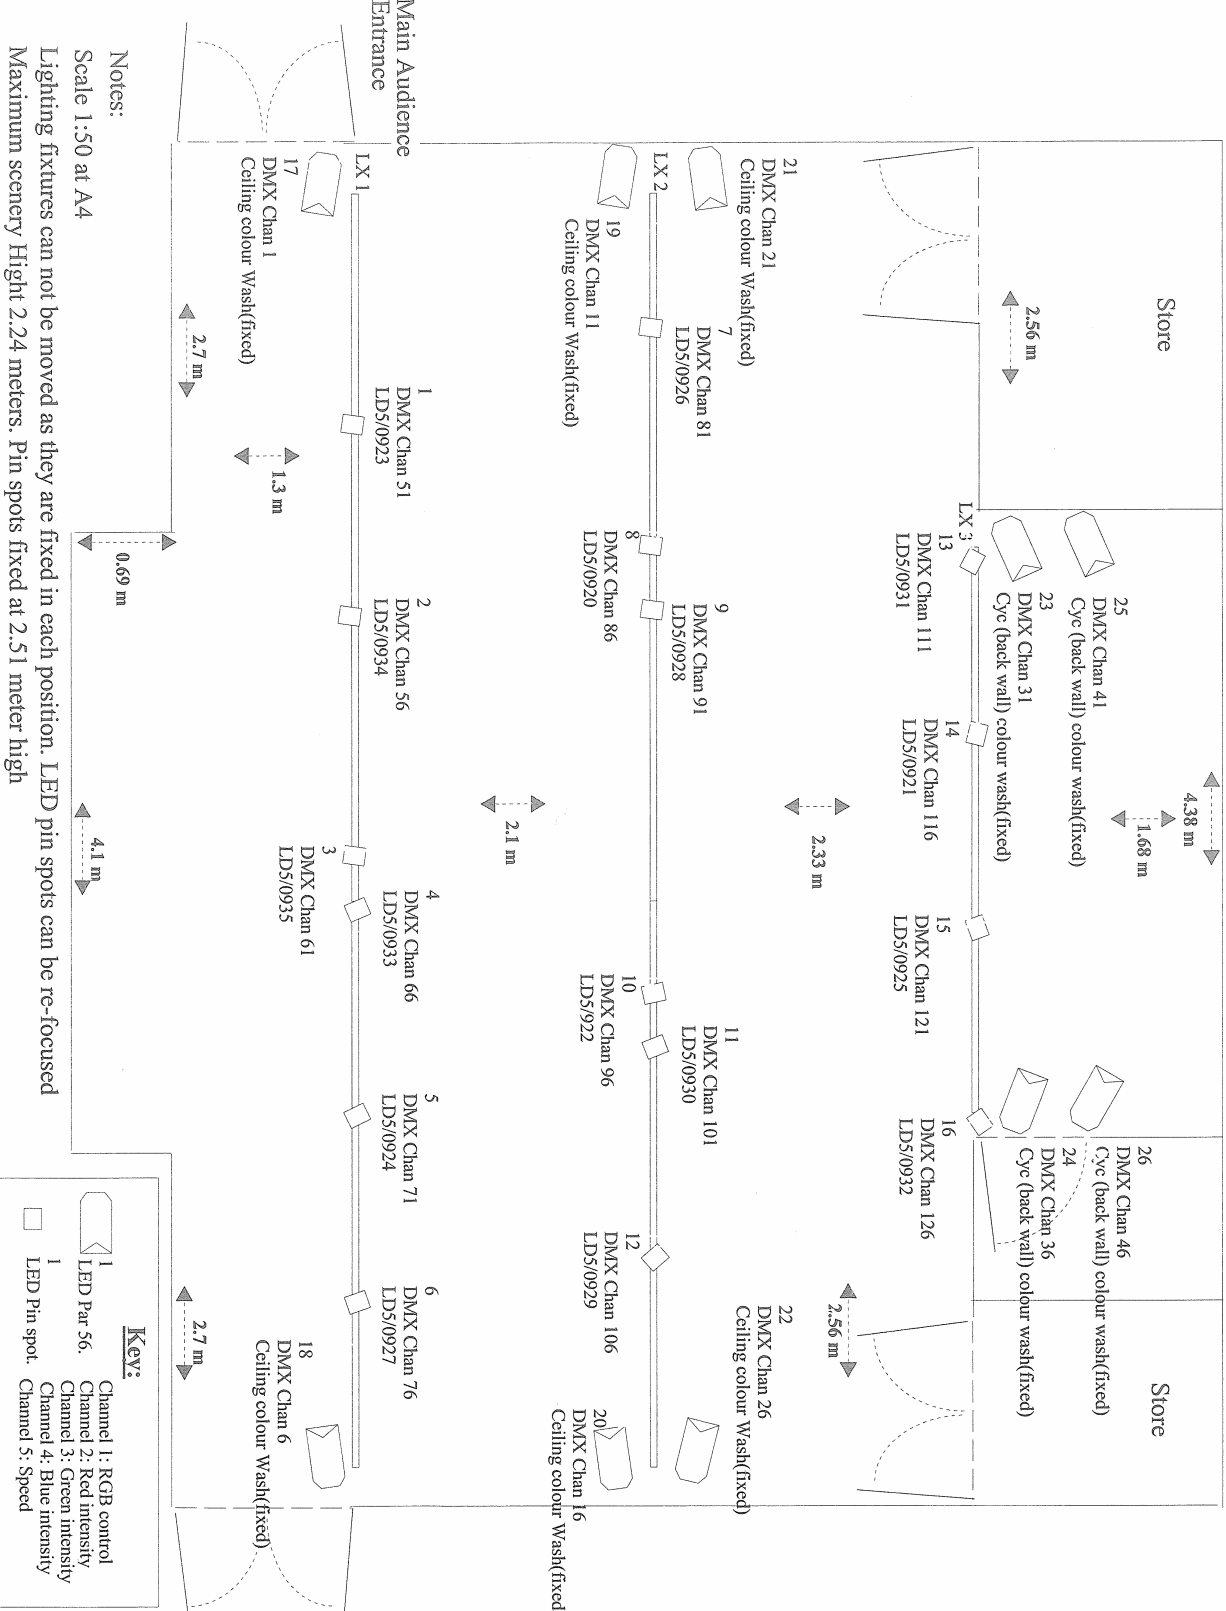 Store
Store
4.38 m
1.68 m
2.56 m
2.56 m
25
DMX Chan 41
Cyc (back wall) colour wash(fixed)
23
DMX Chan 31
Cyc (back wall) colour wash(fixed)
26
DMX Chan 46
Cyc (back wall) colour wash(fixed)
24
DMX Chan 36
Cyc (back wall) colour wash(fixed)
LX 3
13
DMX Chan 111
LD5/0931
14
DMX Chan 116
LD5/0921
15
DMX Chan 121
LD5/0925
16
DMX Chan 126
LD5/0932
2.33 m
21
DMX Chan 21
Ceiling colour Wash(fixed)
22
DMX Chan 26
Ceiling colour Wash(fixed)
7
DMX Chan 81
LD5/0926
9
DMX Chan 91
LD5/0928
11
DMX Chan 101
LD5/0930
LX 2
8
DMX Chan 86
LD5/0920
10
DMX Chan 96
LD5/922
12
DMX Chan 106
LD5/0929
19
DMX Chan 11
Ceiling colour Wash(fixed)
20
DMX Chan 16
Ceiling colour Wash(fixed
2.1 m
Main Audience
Entrance
1
DMX Chan 51
LD5/0923
2
DMX Chan 56
LD5/0934
4
DMX Chan 66
LD5/0933
5
DMX Chan 71
LD5/0924
6
DMX Chan 76
LD5/0927
LX 1
3
DMX Chan 61
LD5/0935
17
DMX Chan 1
Ceiling colour Wash(fixed)
18
DMX Chan 6
Ceiling colour Wash(fixed)
1.3 m
2.7 m
2.7 m
0.69 m
4.1 m
Notes:
Scale 1:50 at A4
Lighting fixtures can not be moved as they are fixed in each position. LED pin spots can be re-focused
Maximum scenery Hight 2.24 meters. Pin spots fixed at 2.51 meter high
Key:
1
LED Par 56.
1
LED Pin spot.
Channel 1: RGB control
Channel 2: Red intensity
Channel 3: Green intensity
Channel 4: Blue intensity
Channel 5: Speed